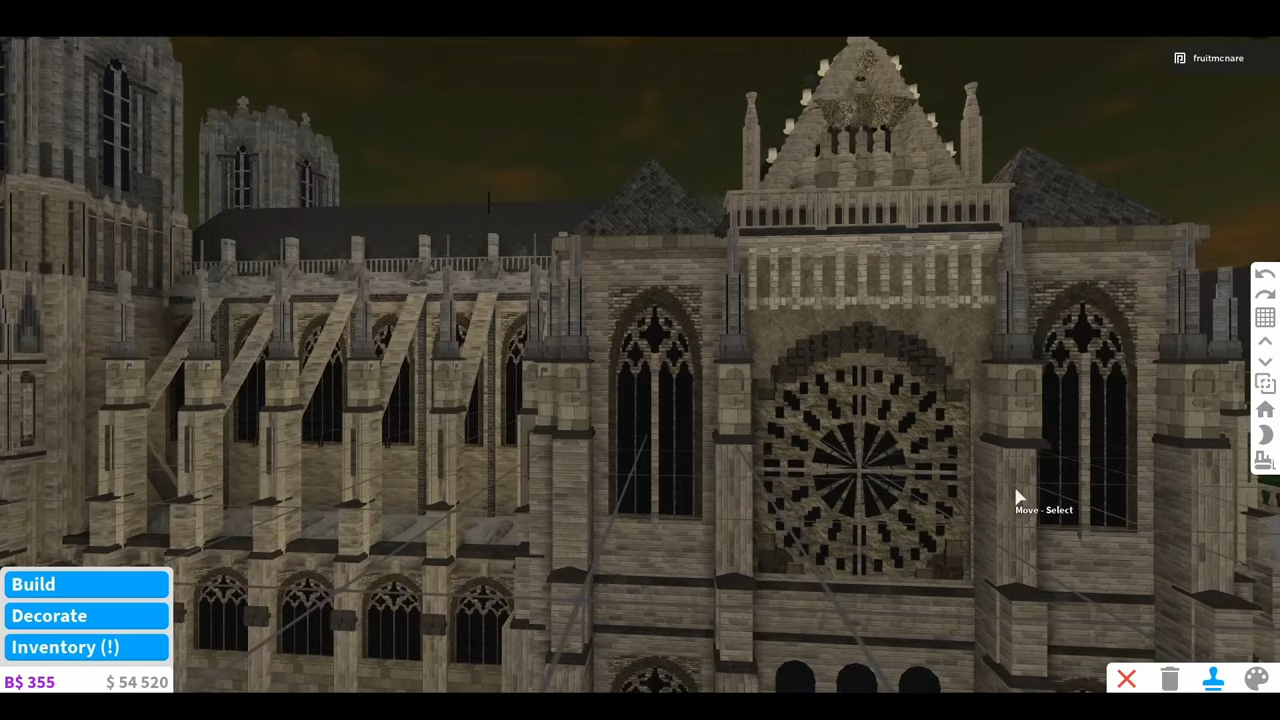 fruitmcnare
Move - Select
Build
Decorate
Inventory (!)
B$ 355
$ 54 520